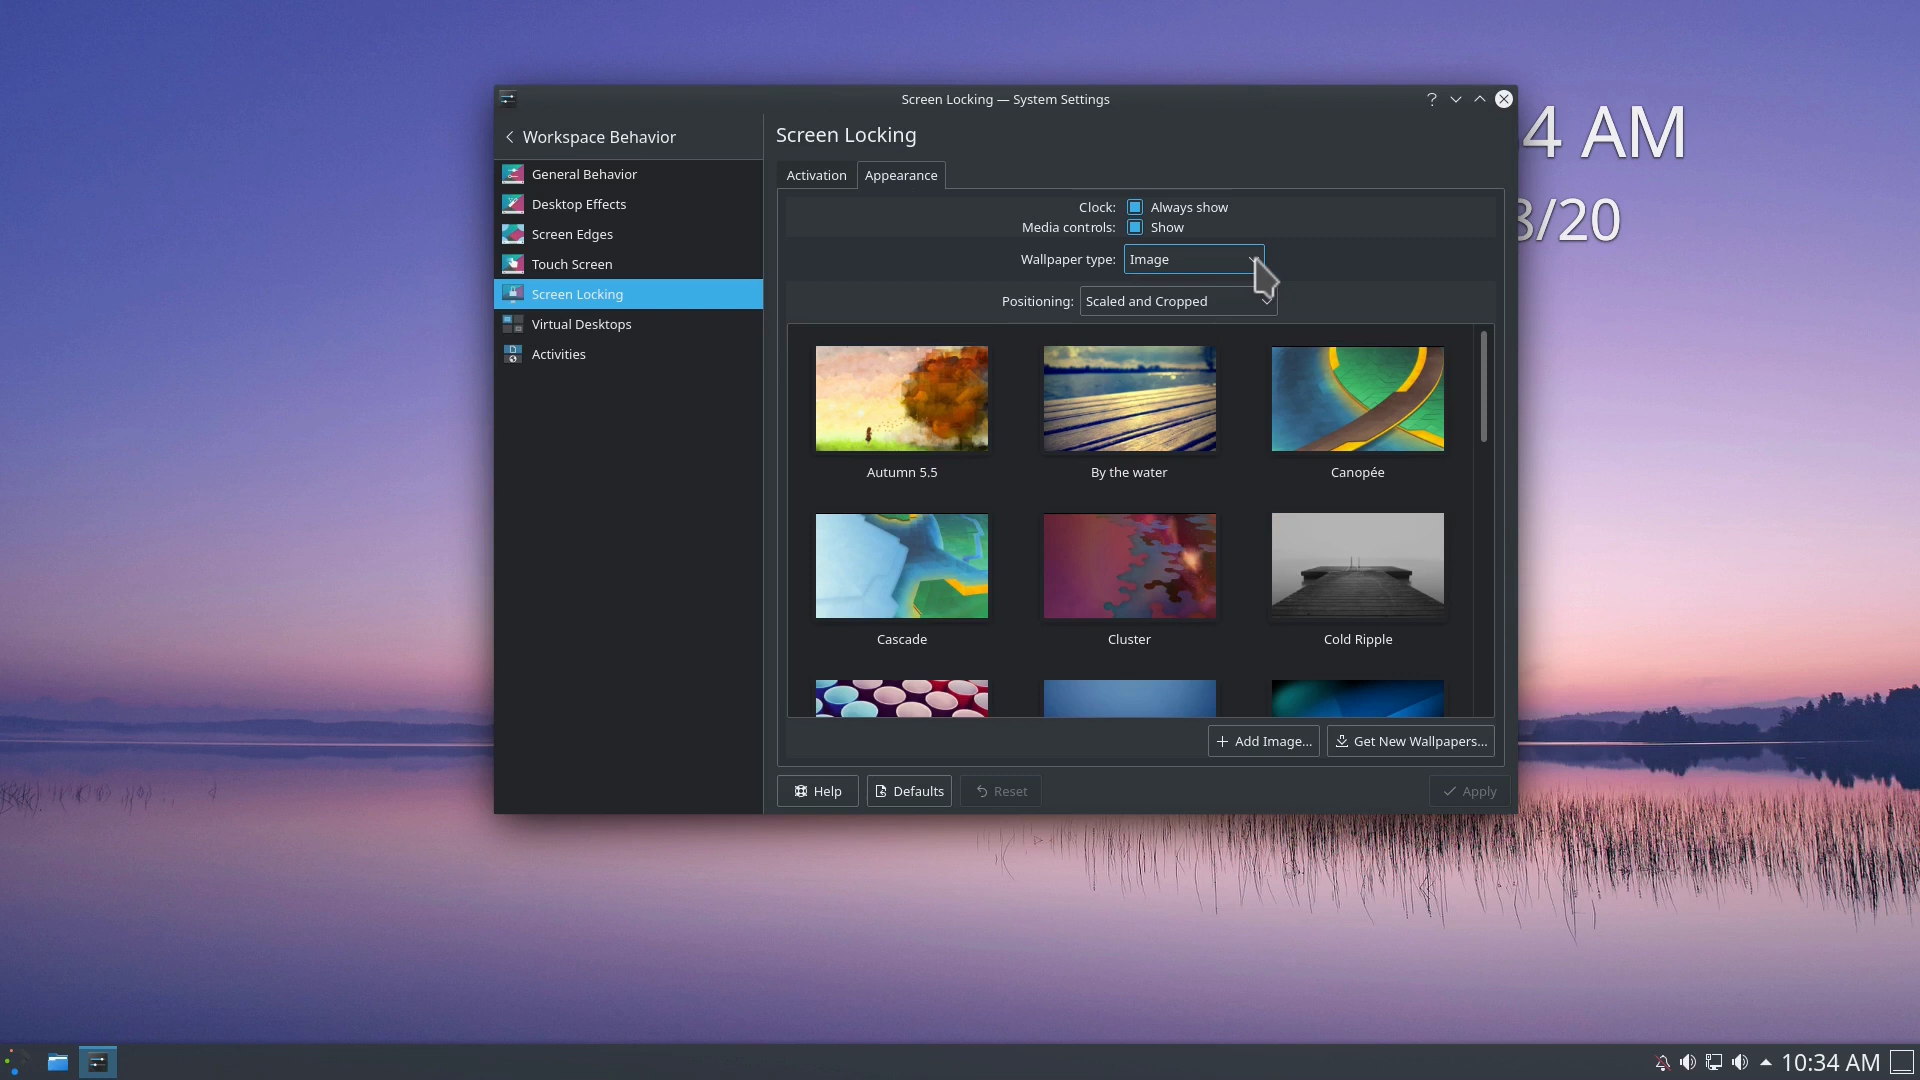 Screen Locking — System Settings
?
4 AM
8/20
Workspace Behavior
General Behavior
Desktop Effects
Screen Edges
Touch Screen
Screen Locking
Virtual Desktops
Activities
Screen Locking
Activation
Appearance
Clock: Always show
Media controls: Show
Wallpaper type: Image
Positioning: Scaled and Cropped
Autumn 5.5
By the water
Canopée
Cascade
Cluster
Cold Ripple
Add Image...
Get New Wallpapers...
Help
Defaults
Reset
Apply
10:34 AM